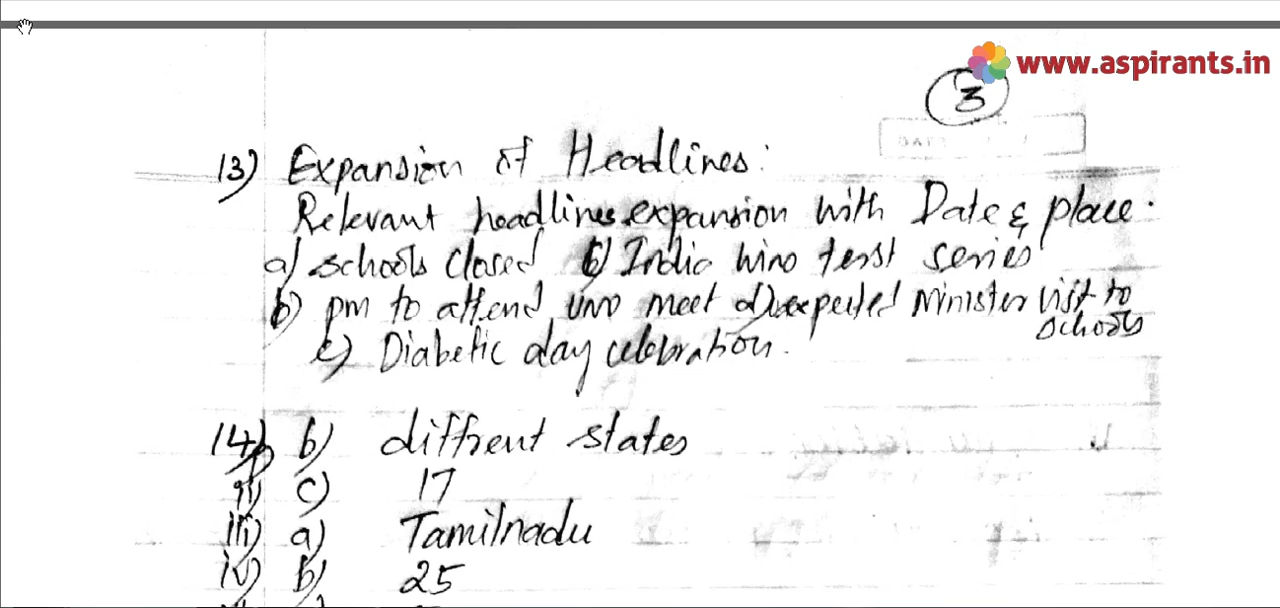 www.aspirants.in
3
13) Expansion of Headlines:
Relevant headlines expansion with Date & place.
a) schools closed b) India wins test series
b) pm to attend uno meet d) expected Minister visit to
schools
e) Diabetic day celebration.
14) b) diffrent states
ii) c) 17
iii) a) Tamilnadu
iv) b) 25